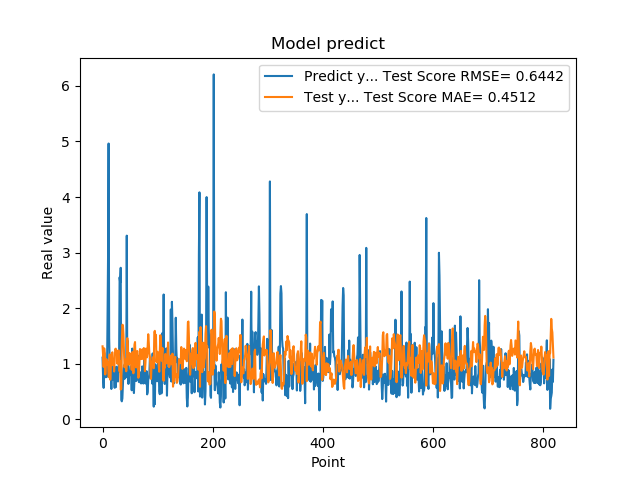 Model predict
Predict y... Test Score RMSE= 0.6442
Test y... Test Score MAE= 0.4512
Real value
6
5
4
3
2
1
0
0 200 400 600 800
Point